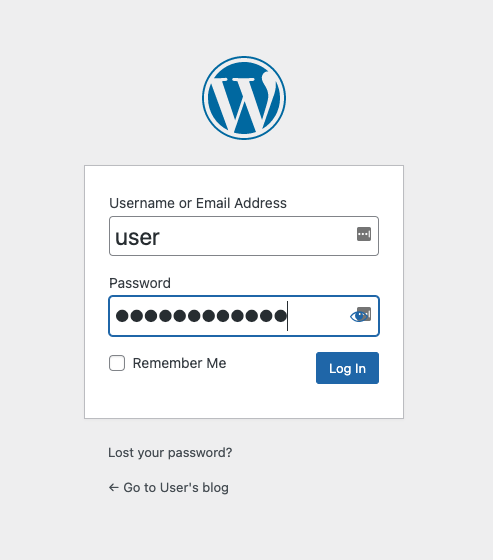 Username or Email Address
user
Password
●●●●●●●●●●●●
Remember Me
Log In
Lost your password?
← Go to User's blog